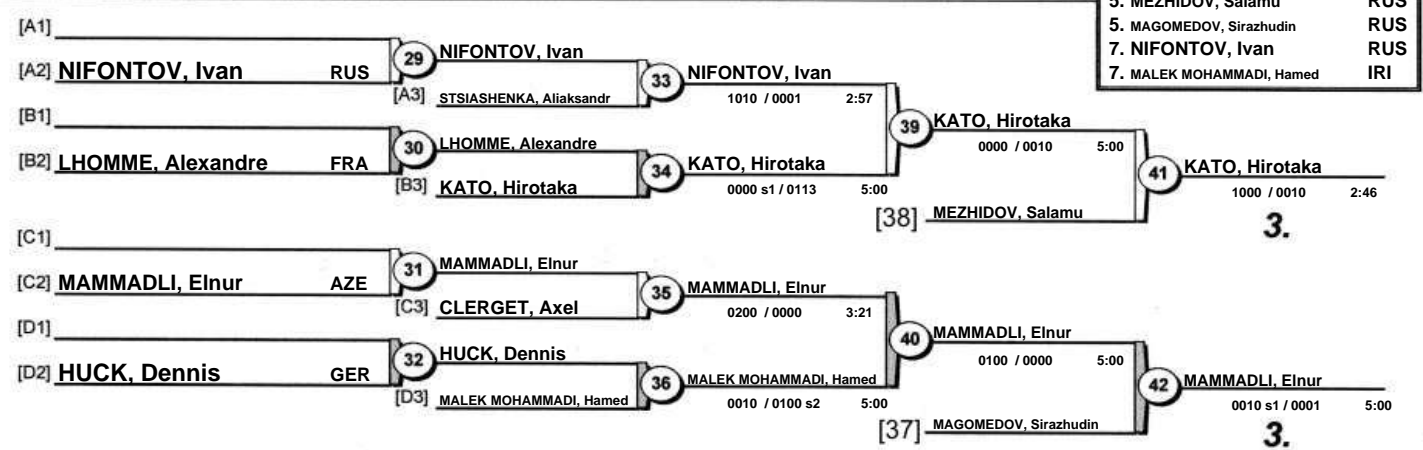 5. MEZHIDOV, Salamu RUS
5. MAGOMEDOV, Sirazhudin RUS
7. NIFONTOV, Ivan RUS
7. MALEK MOHAMMADI, Hamed IRI
[A1]
[A2] NIFONTOV, Ivan RUS
29
NIFONTOV, Ivan
[A3] STSIASHENKA, Aliaksandr
33
NIFONTOV, Ivan
1010 / 0001 2:57
[B1]
[B2] LHOMME, Alexandre FRA
30
LHOMME, Alexandre
[B3] KATO, Hirotaka
34
KATO, Hirotaka
0000 s1 / 0113 5:00
39
KATO, Hirotaka
0000 / 0010 5:00
[38] MEZHIDOV, Salamu
41
KATO, Hirotaka
1000 / 0010 2:46
3.
[C1]
[C2] MAMMADLI, Elnur AZE
31
MAMMADLI, Elnur
[C3] CLERGET, Axel
35
MAMMADLI, Elnur
0200 / 0000 3:21
[D1]
[D2] HUCK, Dennis GER
32
HUCK, Dennis
[D3] MALEK MOHAMMADI, Hamed
36
MALEK MOHAMMADI, Hamed
0010 / 0100 s2 5:00
40
MAMMADLI, Elnur
0100 / 0000 5:00
[37] MAGOMEDOV, Sirazhudin
42
MAMMADLI, Elnur
0010 s1 / 0001 5:00
3.